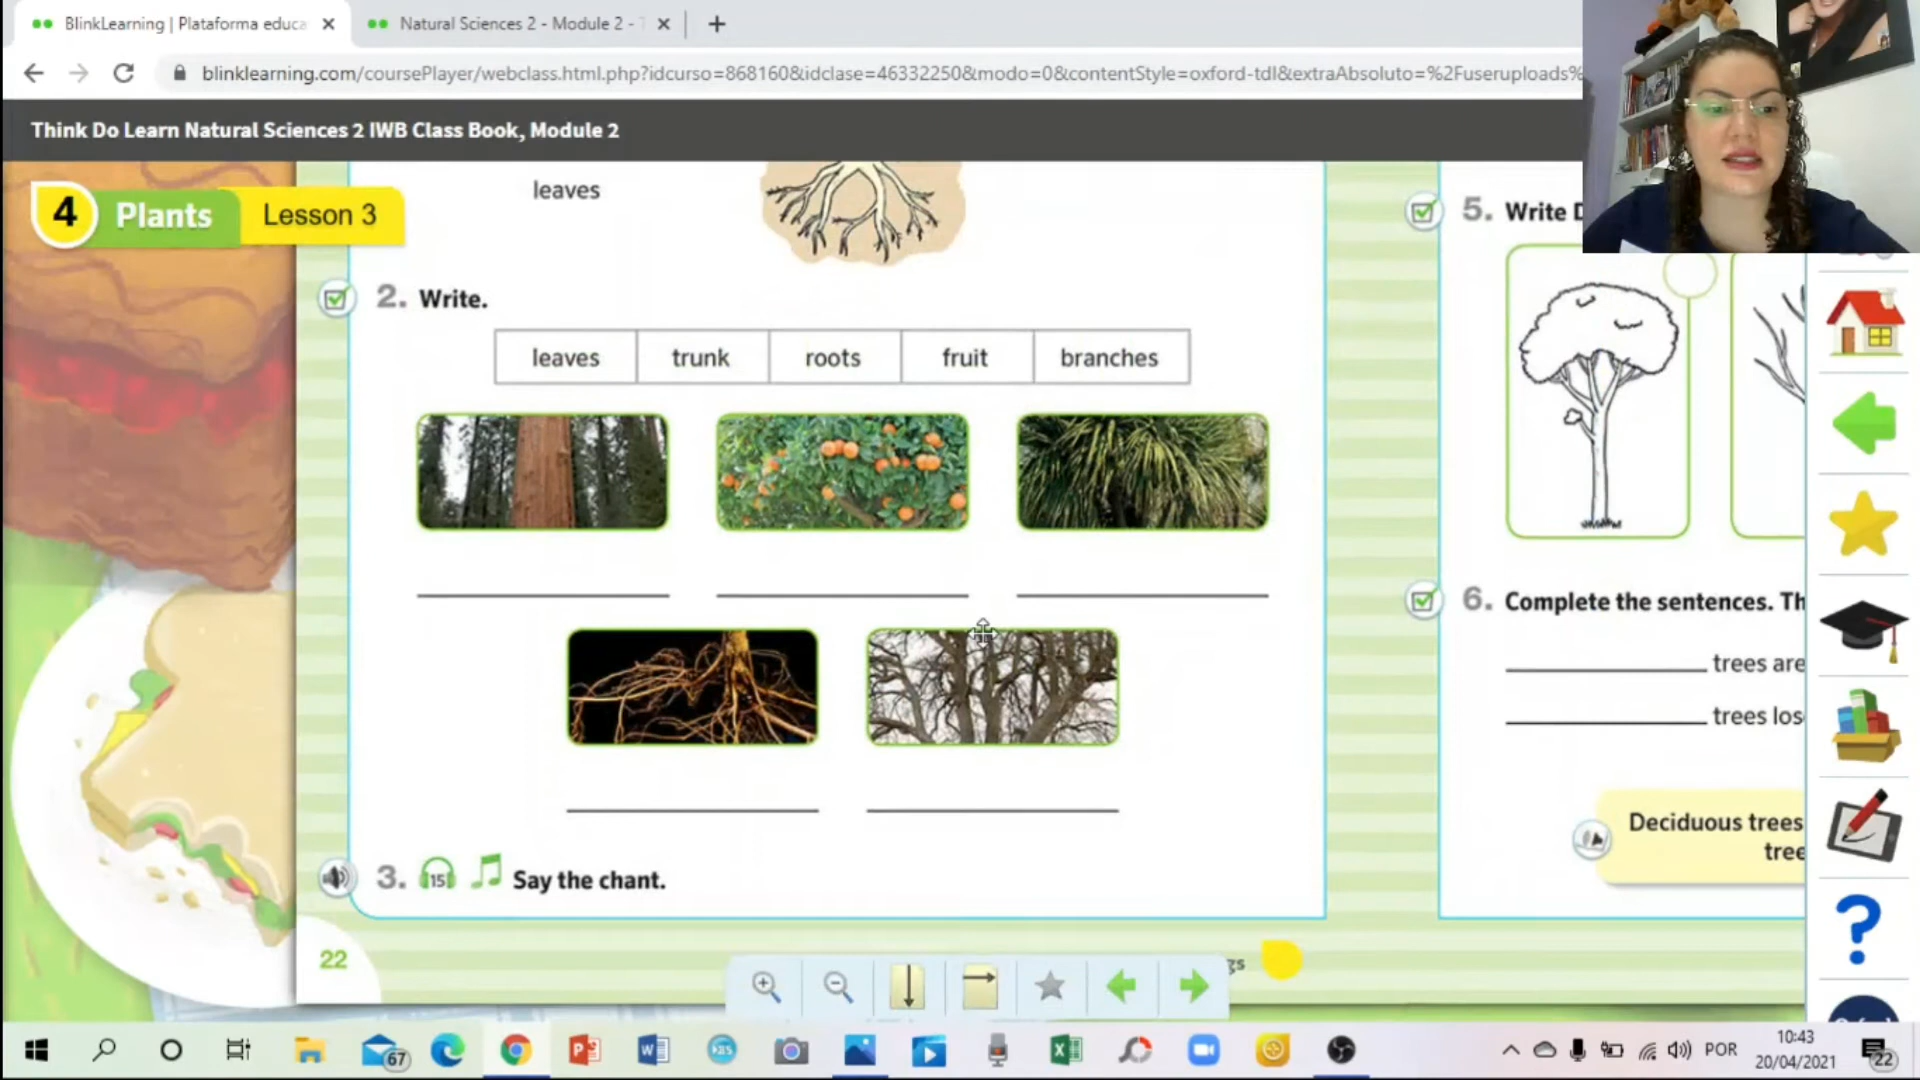 BlinkLearning | Plataforma educa
Natural Sciences 2 - Module 2 -
blinklearning.com/coursePlayer/webclass.html.php?idcurso=868160&idclase=46332250&modo=0&contentStyle=oxford-tdl&extraAbsoluto=%2Fuseruploads%
Think Do Learn Natural Sciences 2 IWB Class Book, Module 2
4 Plants Lesson 3
leaves
2. Write.
leaves trunk roots fruit branches
3. 15 Say the chant.
22
5. Write D
6. Complete the sentences. Th
trees are
trees los
Deciduous trees
tree
gs
67
POR
10:43
20/04/2021
22